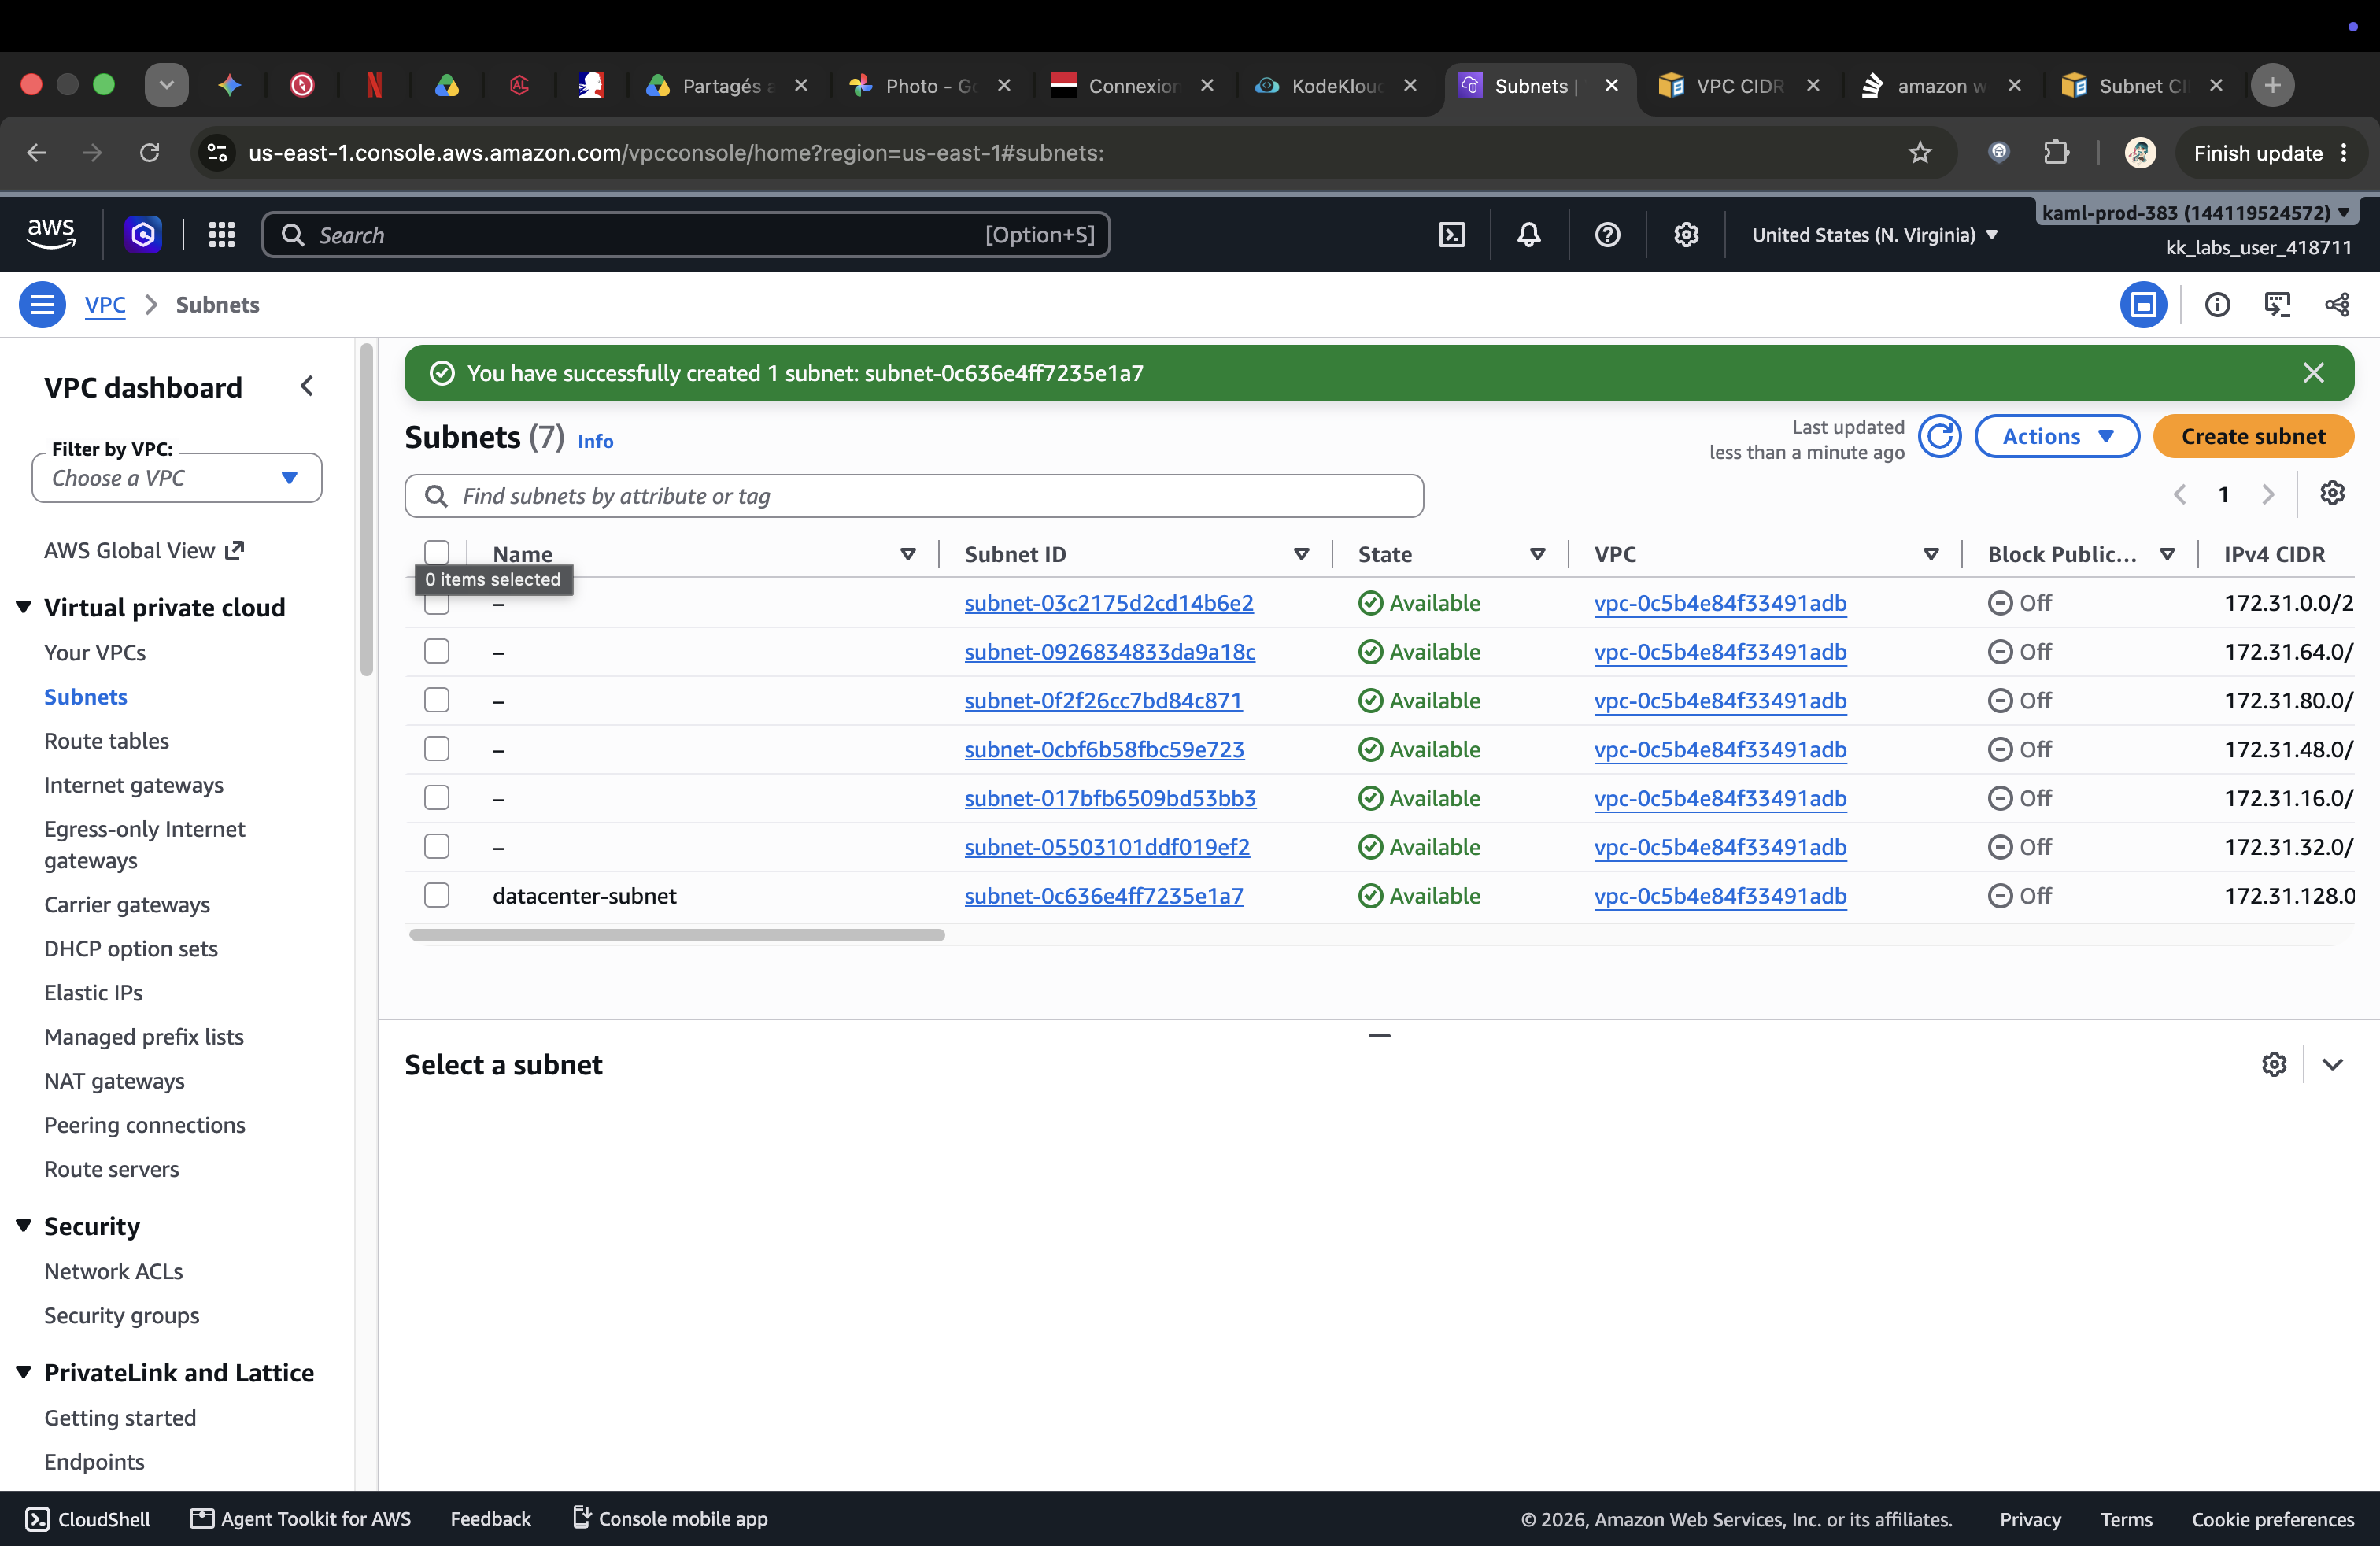 Partagés a
Photo - Go
Connexion
KodeKlou
Subnets |
VPC CIDR
amazon w
Subnet CI
us-east-1.console.aws.amazon.com/vpcconsole/home?region=us-east-1#subnets:
Finish update
aws
Search
[Option+S]
United States (N. Virginia)
kaml-prod-383 (144119524572)
kk_labs_user_418711
VPC
Subnets
VPC dashboard
Filter by VPC:
Choose a VPC
AWS Global View
Virtual private cloud
Your VPCs
Subnets
Route tables
Internet gateways
Egress-only Internet
gateways
Carrier gateways
DHCP option sets
Elastic IPs
Managed prefix lists
NAT gateways
Peering connections
Route servers
Security
Network ACLs
Security groups
PrivateLink and Lattice
Getting started
Endpoints
You have successfully created 1 subnet: subnet-0c636e4ff7235e1a7
Subnets (7) Info
Last updated
less than a minute ago
Actions
Create subnet
Find subnets by attribute or tag
1
Name Subnet ID State VPC Block Public... IPv4 CIDR
0 items selected
– subnet-03c2175d2cd14b6e2 Available vpc-0c5b4e84f33491adb Off 172.31.0.0/2
– subnet-0926834833da9a18c Available vpc-0c5b4e84f33491adb Off 172.31.64.0/
– subnet-0f2f26cc7bd84c871 Available vpc-0c5b4e84f33491adb Off 172.31.80.0/
– subnet-0cbf6b58fbc59e723 Available vpc-0c5b4e84f33491adb Off 172.31.48.0/
– subnet-017bfb6509bd53bb3 Available vpc-0c5b4e84f33491adb Off 172.31.16.0/
– subnet-05503101ddf019ef2 Available vpc-0c5b4e84f33491adb Off 172.31.32.0/
datacenter-subnet subnet-0c636e4ff7235e1a7 Available vpc-0c5b4e84f33491adb Off 172.31.128.0
Select a subnet
CloudShell
Agent Toolkit for AWS
Feedback
Console mobile app
© 2026, Amazon Web Services, Inc. or its affiliates.
Privacy
Terms
Cookie preferences